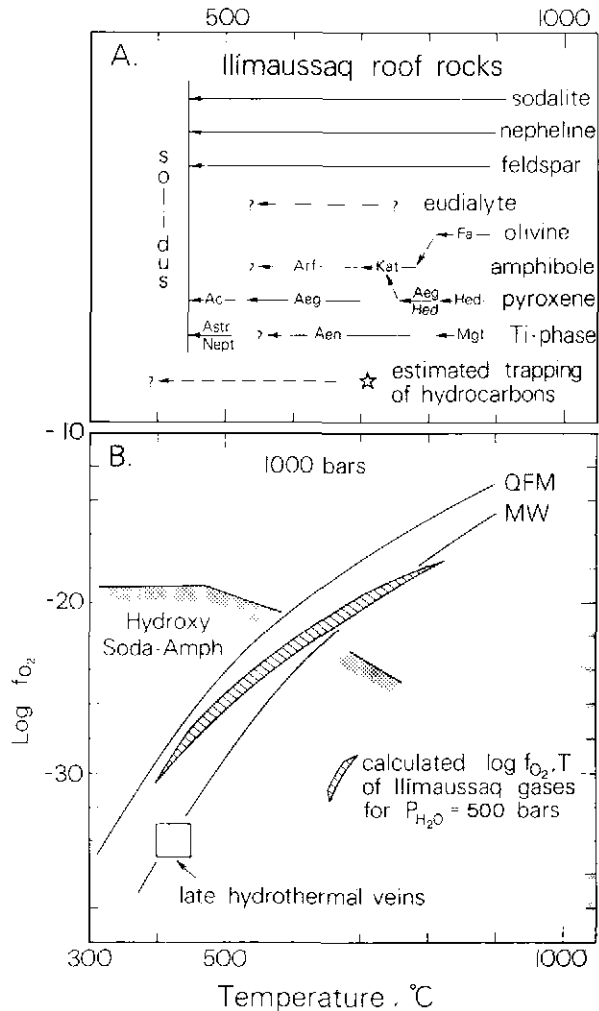 500 1000
A.
Ilímaussaq roof rocks
sodalite
nepheline
feldspar
solidus
? ? eudialyte
Fa olivine
? Arf Kat amphibole
Ac Aeg Aeg Hed Hed pyroxene
Astr Nept ? Aen Mgt Ti-phase
? estimated trapping
of hydrocarbons
-10
B.
1000 bars
QFM
MW
-20
Hydroxy
Soda-Amph
Log fO2
-30
calculated log fO2,T
of Ilímaussaq gases
for PH2O = 500 bars
late hydrothermal veins
300 500 1000
Temperature, °C